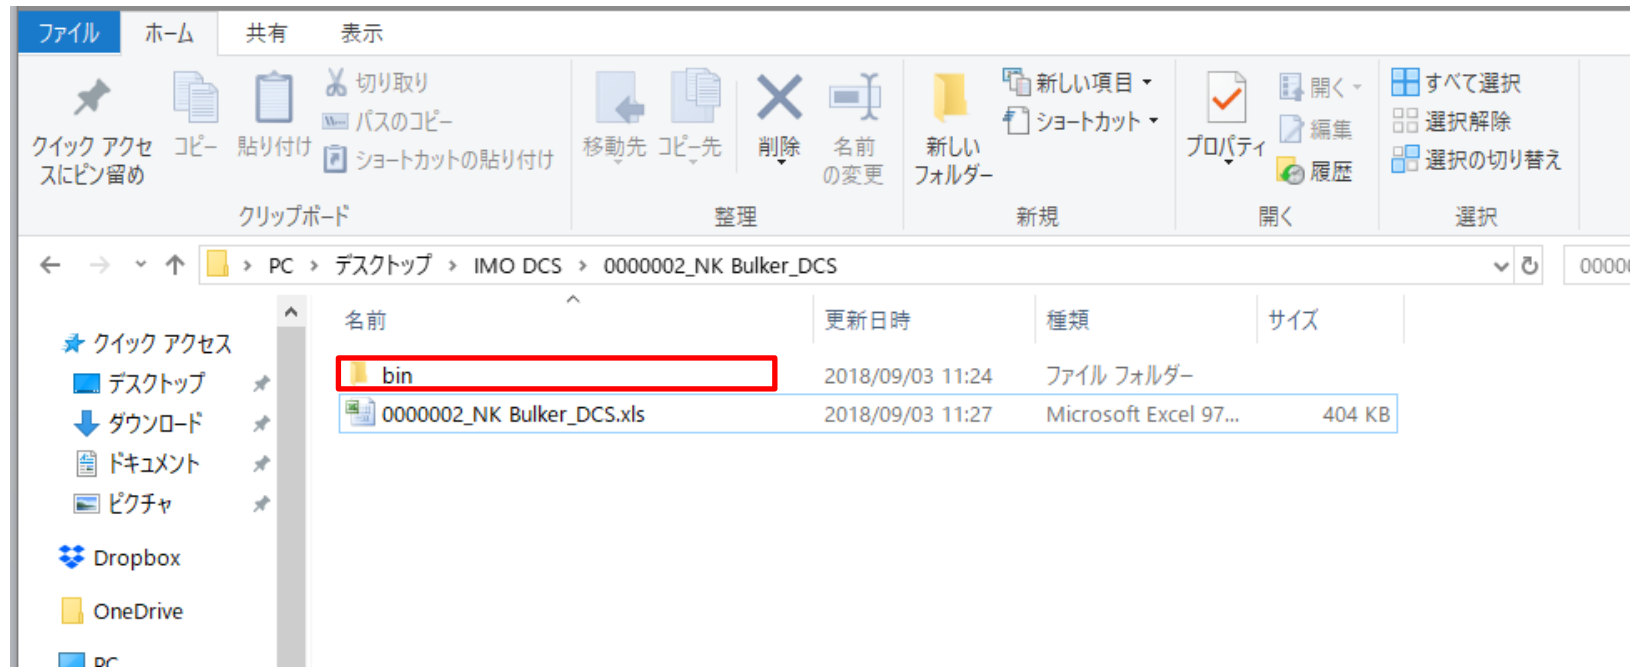 ファイル ホーム 共有 表示
切り取り
パスのコピー
ショートカットの貼り付け
クイック アクセスにピン留め
コピー
貼り付け
クリップボード
移動先 コピー先 削除 名前の変更
整理
新しいフォルダー
新しい項目
ショートカット
新規
プロパティ
開く
編集
履歴
開く
すべて選択
選択解除
選択の切り替え
選択
PC › デスクトップ › IMO DCS › 0000002_NK Bulker_DCS
名前 更新日時 種類 サイズ
bin 2018/09/03 11:24 ファイル フォルダー
0000002_NK Bulker_DCS.xls 2018/09/03 11:27 Microsoft Excel 97... 404 KB
クイック アクセス
デスクトップ
ダウンロード
ドキュメント
ピクチャ
Dropbox
OneDrive
PC